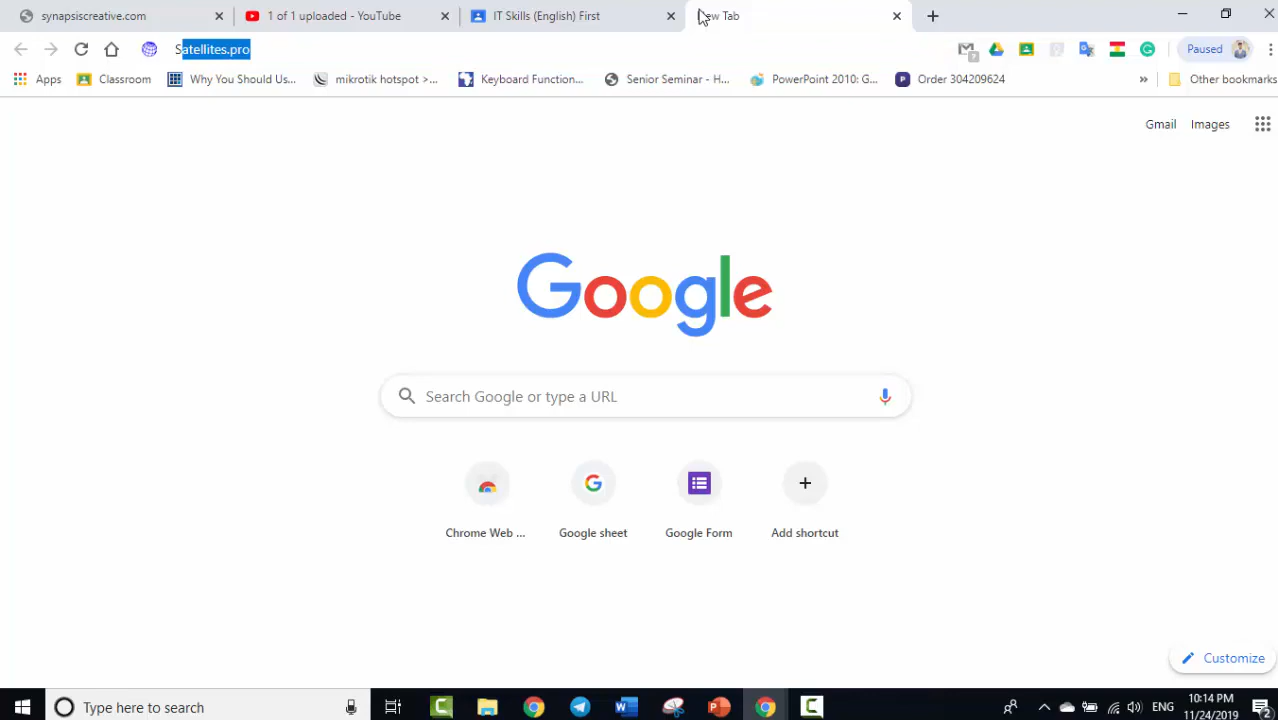 synapsiscreative.com
1 of 1 uploaded - YouTube
IT Skills (English) First
New Tab
Satellites.pro
Paused
Apps
Classroom
Why You Should Us...
mikrotik hotspot >...
Keyboard Function...
Senior Seminar - H...
PowerPoint 2010: G...
Order 304209624
»
Other bookmarks
Gmail
Images
Google
Search Google or type a URL
Chrome Web ...
Google sheet
Google Form
Add shortcut
Customize
Type here to search
ENG
10:14 PM
11/24/2019
2